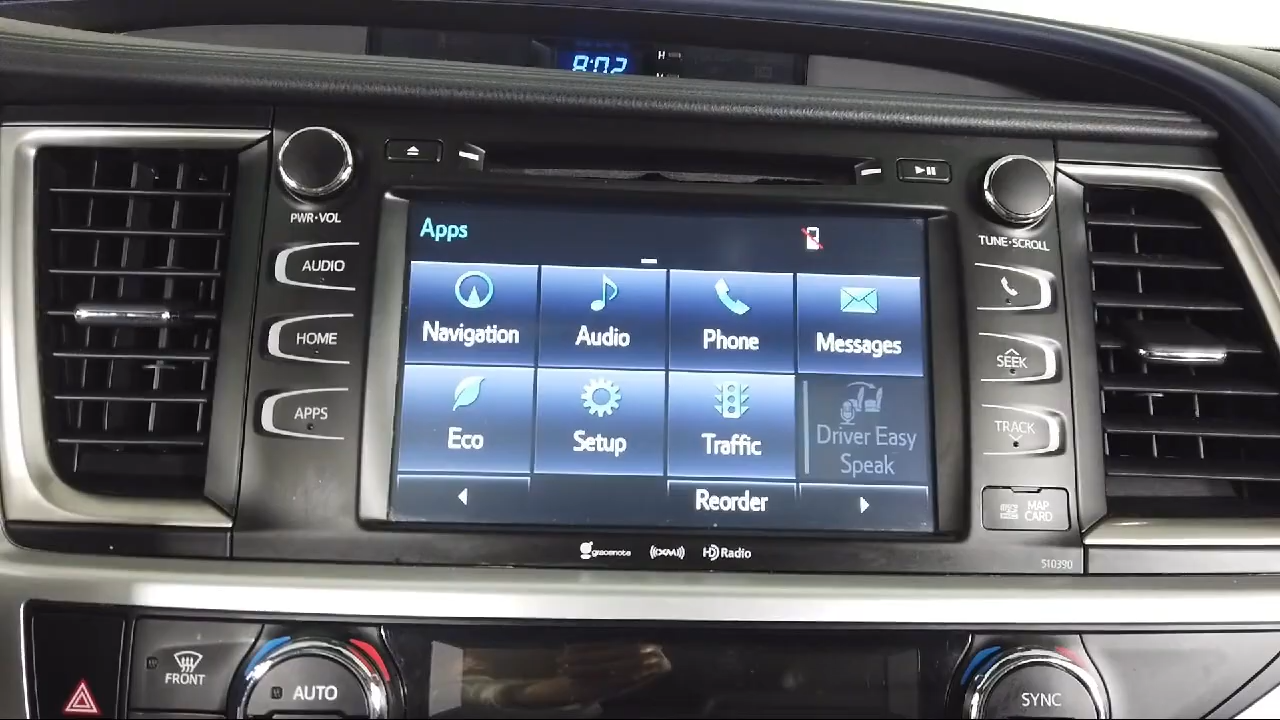 8:02
H
PWR•VOL
TUNE•SCROLL
AUDIO
HOME
APPS
Apps
Navigation
Audio
Phone
Messages
Eco
Setup
Traffic
Driver Easy
Speak
Reorder
SEEK
TRACK
MAP
CARD
gracenote
((XM))
HD Radio
510390
FRONT
AUTO
SYNC